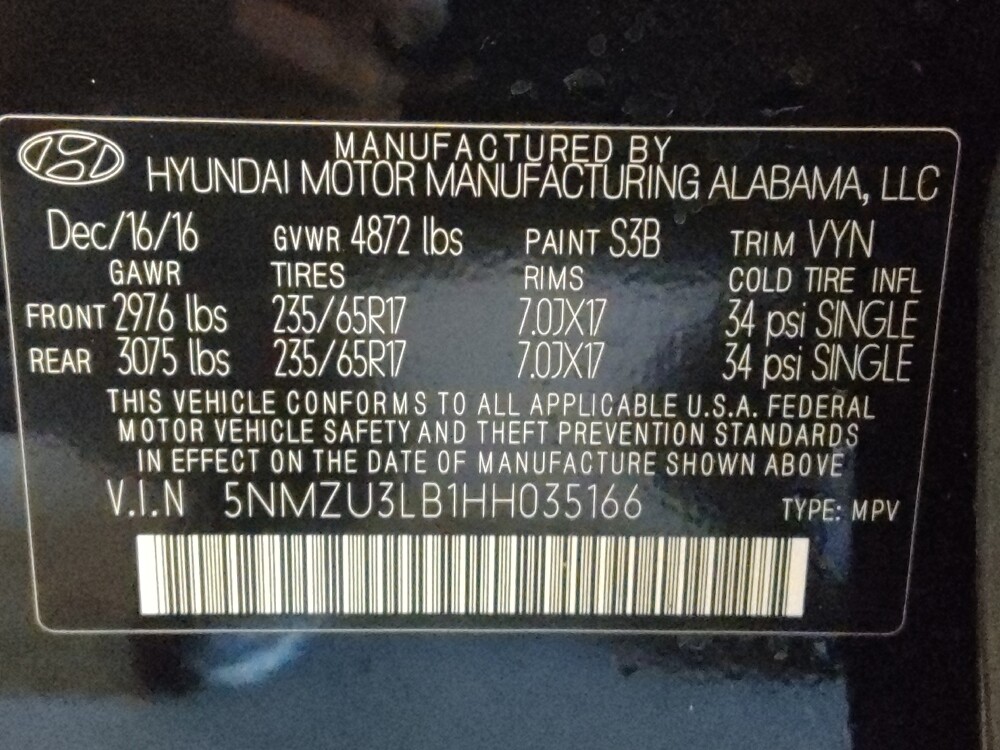 MANUFACTURED BY
HYUNDAI MOTOR MANUFACTURING ALABAMA, LLC
Dec/16/16 GVWR 4872 lbs PAINT S3B TRIM VYN
GAWR TIRES RIMS COLD TIRE INFL
FRONT 2976 lbs 235/65R17 7.0JX17 34 psi SINGLE
REAR 3075 lbs 235/65R17 7.0JX17 34 psi SINGLE
THIS VEHICLE CONFORMS TO ALL APPLICABLE U.S.A. FEDERAL
MOTOR VEHICLE SAFETY AND THEFT PREVENTION STANDARDS
IN EFFECT ON THE DATE OF MANUFACTURE SHOWN ABOVE
V.I.N 5NMZU3LB1HH035166 TYPE: MPV